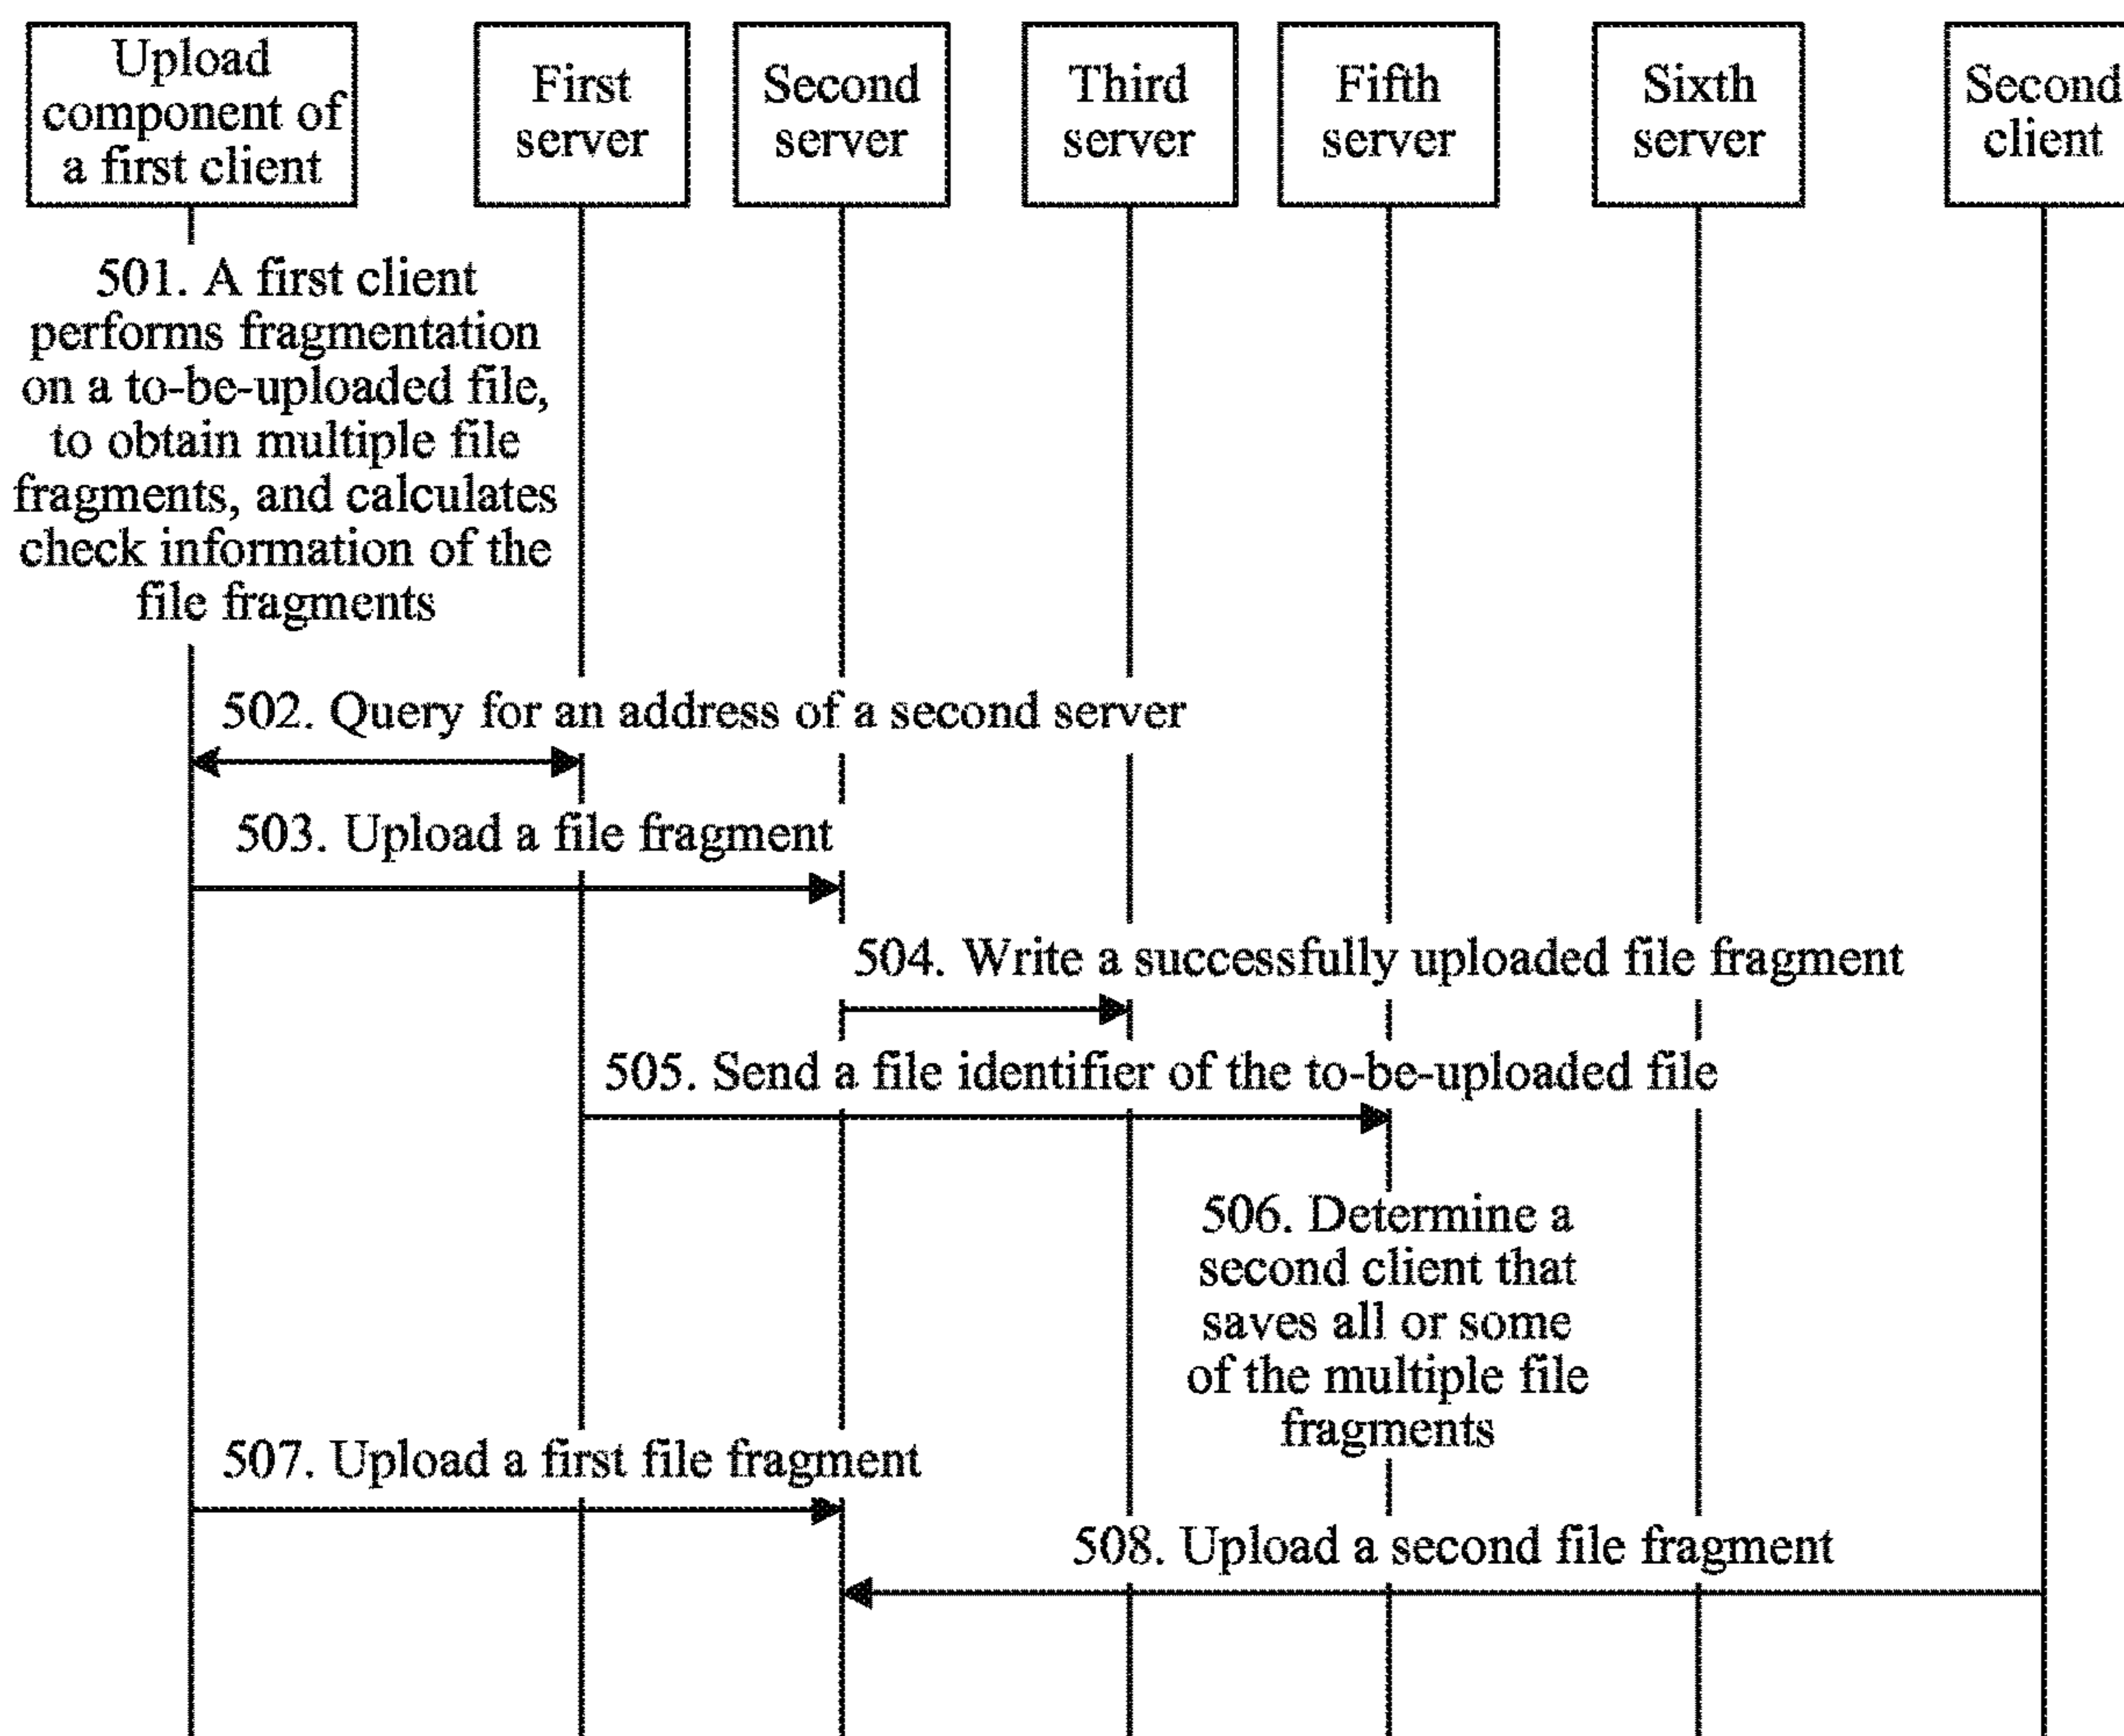 Upload
component of
a first client
First
server
Second
server
Third
server
Fifth
server
Sixth
server
Second
client
501. A first client
performs fragmentation
on a to-be-uploaded file,
to obtain multiple file
fragments, and calculates
check information of the
file fragments
502. Query for an address of a second server
503. Upload a file fragment
504. Write a successfully uploaded file fragment
505. Send a file identifier of the to-be-uploaded file
506. Determine a
second client that
saves all or some
of the multiple file
fragments
507. Upload a first file fragment
508. Upload a second file fragment